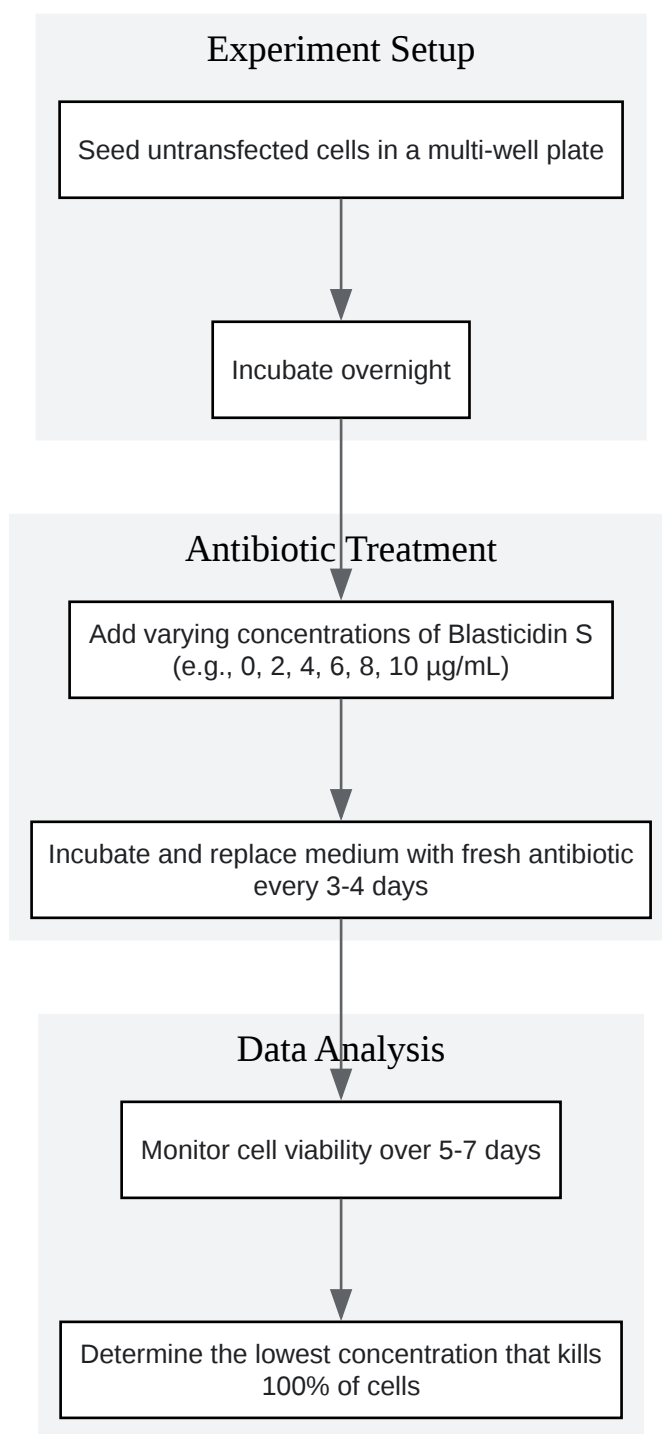 Experiment Setup
Seed untransfected cells in a multi-well plate
Incubate overnight
Antibiotic Treatment
Add varying concentrations of Blasticidin S
(e.g., 0, 2, 4, 6, 8, 10 µg/mL)
Incubate and replace medium with fresh antibiotic
every 3-4 days
Data Analysis
Monitor cell viability over 5-7 days
Determine the lowest concentration that kills
100% of cells